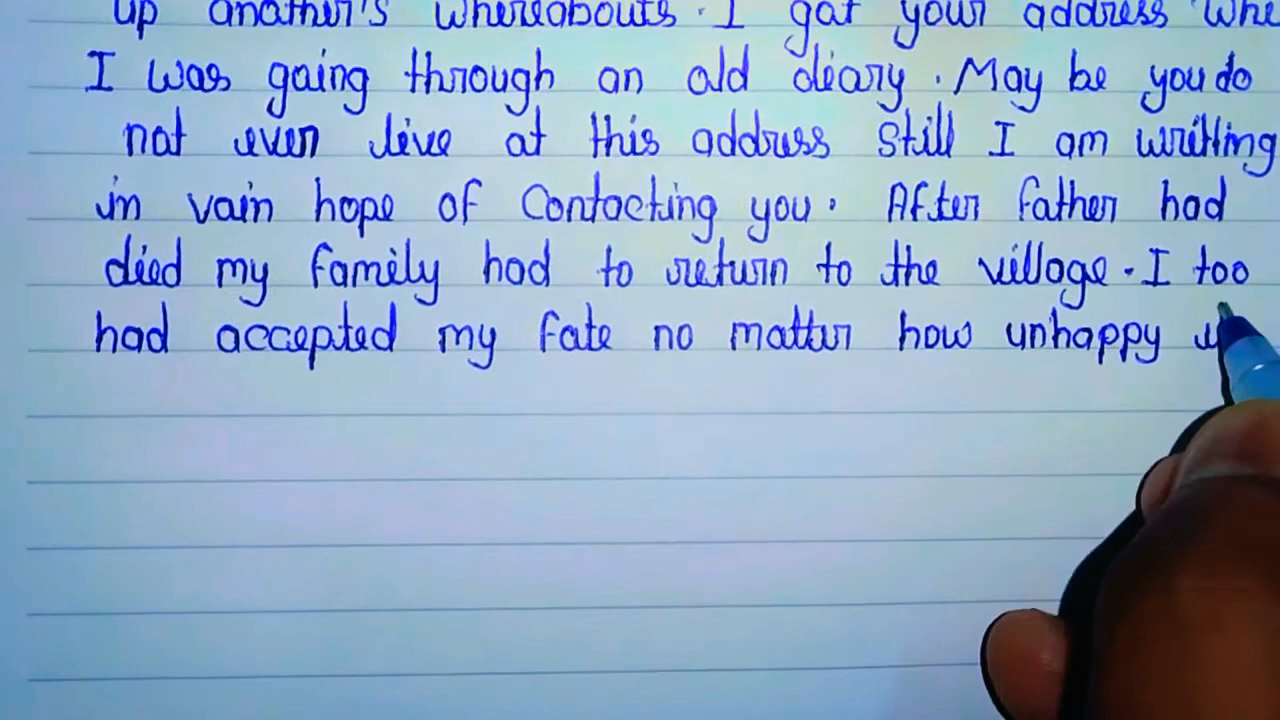 up another's whereabouts. I got your address whe
I was going through an old diary. May be you do
not even live at this address still I am writting
in vain hope of Contacting you. After father had
died my family had to return to the village. I too
had accepted my fate no matter how unhappy